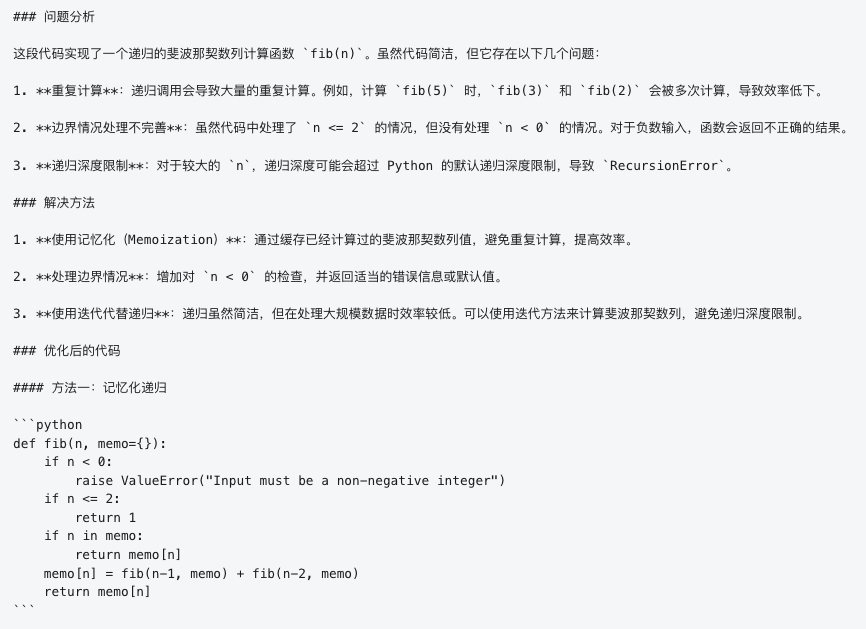 ### 问题分析
这段代码实现了一个递归的斐波那契数列计算函数 `fib(n)`。虽然代码简洁，但它存在以下几个问题：
1. **重复计算**：递归调用会导致大量的重复计算。例如，计算 `fib(5)` 时，`fib(3)` 和 `fib(2)` 会被多次计算，导致效率低下。
2. **边界情况处理不完善**：虽然代码中处理了 `n <= 2` 的情况，但没有处理 `n < 0` 的情况。对于负数输入，函数会返回不正确的结果。
3. **递归深度限制**：对于较大的 `n`，递归深度可能会超过 Python 的默认递归深度限制，导致 `RecursionError`。
### 解决方法
1. **使用记忆化（Memoization）**：通过缓存已经计算过的斐波那契数列值，避免重复计算，提高效率。
2. **处理边界情况**：增加对 `n < 0` 的检查，并返回适当的错误信息或默认值。
3. **使用迭代代替递归**：递归虽然简洁，但在处理大规模数据时效率较低。可以使用迭代方法来计算斐波那契数列，避免递归深度限制。
### 优化后的代码
#### 方法一：记忆化递归
```python
def fib(n, memo={}):
    if n < 0:
        raise ValueError("Input must be a non-negative integer")
    if n <= 2:
        return 1
    if n in memo:
        return memo[n]
    memo[n] = fib(n-1, memo) + fib(n-2, memo)
    return memo[n]
```